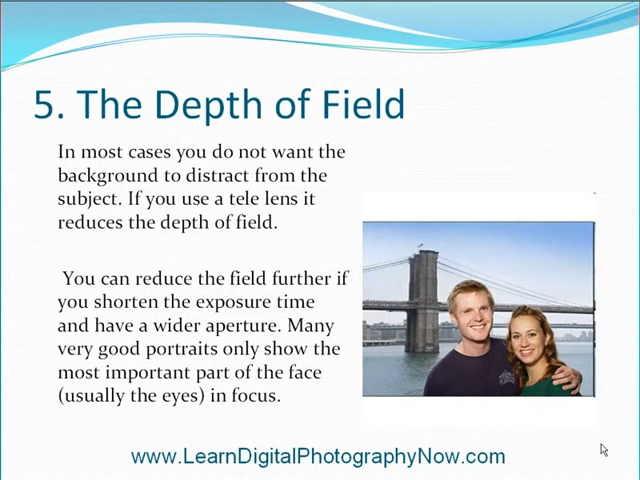 5. The Depth of Field
In most cases you do not want the
background to distract from the
subject. If you use a tele lens it
reduces the depth of field.
You can reduce the field further if
you shorten the exposure time
and have a wider aperture. Many
very good portraits only show the
most important part of the face
(usually the eyes) in focus.
www.LearnDigitalPhotographyNow.com